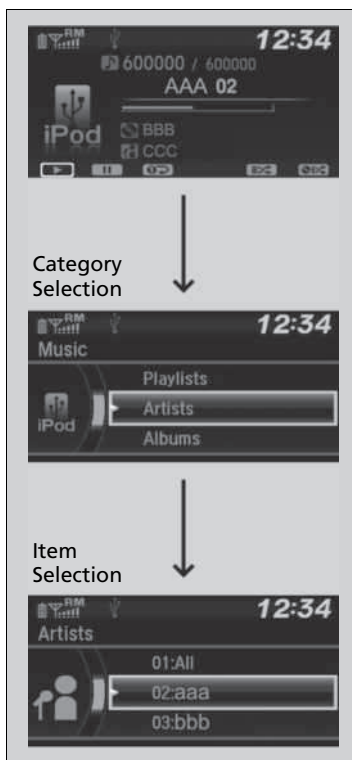 RM 12:34
600000 / 600000
AAA 02
iPod
BBB
CCC
Category
Selection
RM 12:34
Music
Playlists
iPod
Artists
Albums
Item
Selection
RM 12:34
Artists
01:All
02:aaa
03:bbb